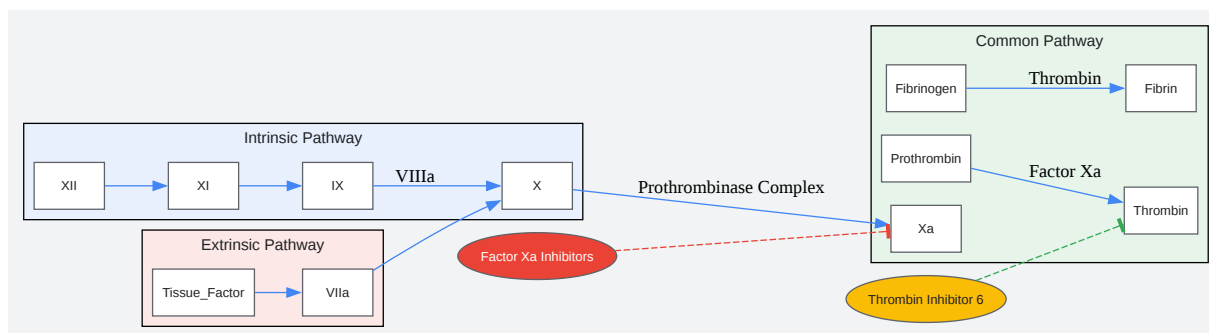 Common Pathway
Fibrinogen
Thrombin
Fibrin
Intrinsic Pathway
XII
XI
IX
VIIIa
X
Prothrombinase Complex
Prothrombin
Factor Xa
Thrombin
Xa
Extrinsic Pathway
Tissue_Factor
VIIa
Factor Xa Inhibitors
Thrombin Inhibitor 6